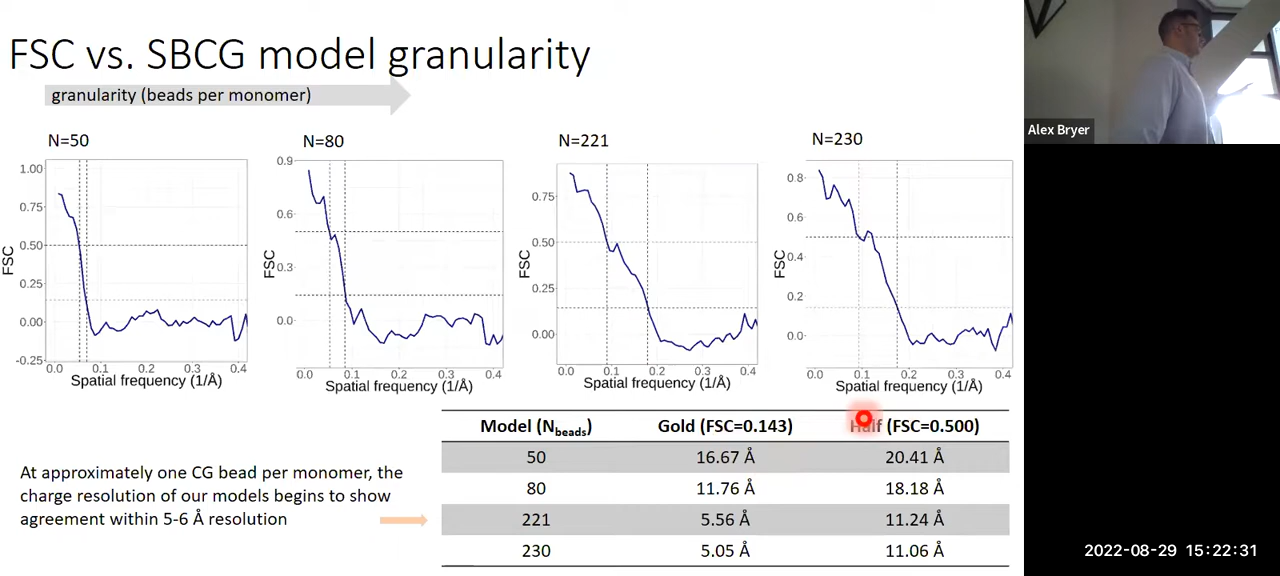 FSC vs. SBCG model granularity
granularity (beads per monomer)
N=50
N=80
N=221
N=230
FSC
1.00
0.75
0.50
0.25
0.00
-0.25
0.0 0.1 0.2 0.3 0.4
Spatial frequency (1/Å)
FSC
0.9
0.6
0.3
0.0
0.0 0.1 0.2 0.3 0.4
Spatial frequency (1/Å)
FSC
0.75
0.50
0.25
0.00
0.0 0.1 0.2 0.3 0.4
Spatial frequency (1/Å)
FSC
0.8
0.6
0.4
0.2
0.0
0.0 0.1 0.2 0.3 0.4
Spatial frequency (1/Å)
At approximately one CG bead per monomer, the
charge resolution of our models begins to show
agreement within 5-6 Å resolution
Model (Nbeads) Gold (FSC=0.143) Half (FSC=0.500)
50 16.67 Å 20.41 Å
80 11.76 Å 18.18 Å
221 5.56 Å 11.24 Å
230 5.05 Å 11.06 Å
Alex Bryer
2022-08-29 15:22:31